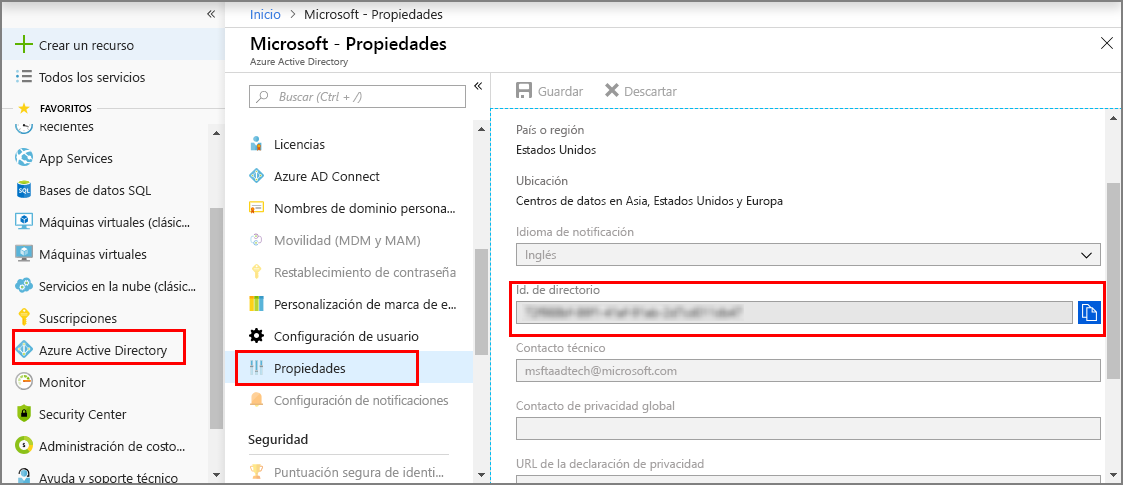 «
Crear un recurso
Todos los servicios
FAVORITOS
Recientes
App Services
Bases de datos SQL
Máquinas virtuales (clásic...
Máquinas virtuales
Servicios en la nube (clásic...
Suscripciones
Azure Active Directory
Monitor
Security Center
Administración de costo...
Ayuda y soporte técnico
Inicio > Microsoft - Propiedades
Microsoft - Propiedades
Azure Active Directory
Buscar (Ctrl + /)
«
Licencias
Azure AD Connect
Nombres de dominio persona...
Movilidad (MDM y MAM)
Restablecimiento de contraseña
Personalización de marca de e...
Configuración de usuario
Propiedades
Configuración de notificaciones
Seguridad
Puntuación segura de identi...
Guardar Descartar
País o región
Estados Unidos
Ubicación
Centros de datos en Asia, Estados Unidos y Europa
Idioma de notificación
Inglés
Id. de directorio
Contacto técnico
msftaadtech@microsoft.com
Contacto de privacidad global
URL de la declaración de privacidad